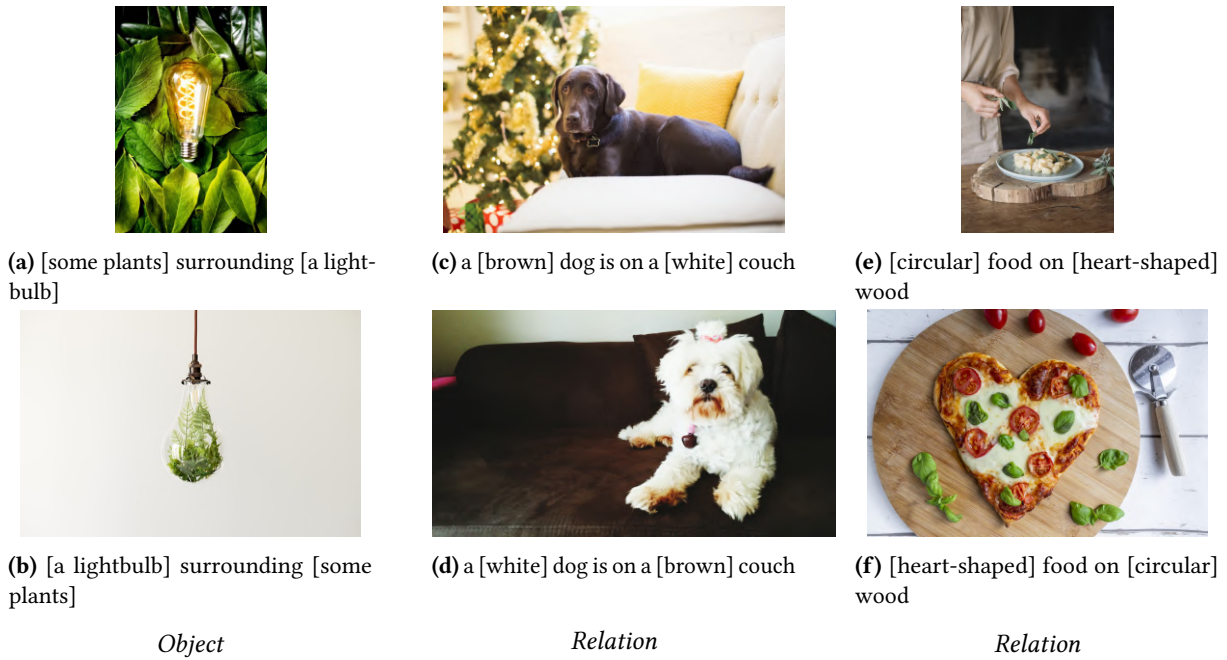 (a) [some plants] surrounding [a light-
bulb]
(c) a [brown] dog is on a [white] couch
(e) [circular] food on [heart-shaped]
wood
(b) [a lightbulb] surrounding [some
plants]
(d) a [white] dog is on a [brown] couch
(f) [heart-shaped] food on [circular]
wood
Object
Relation
Relation